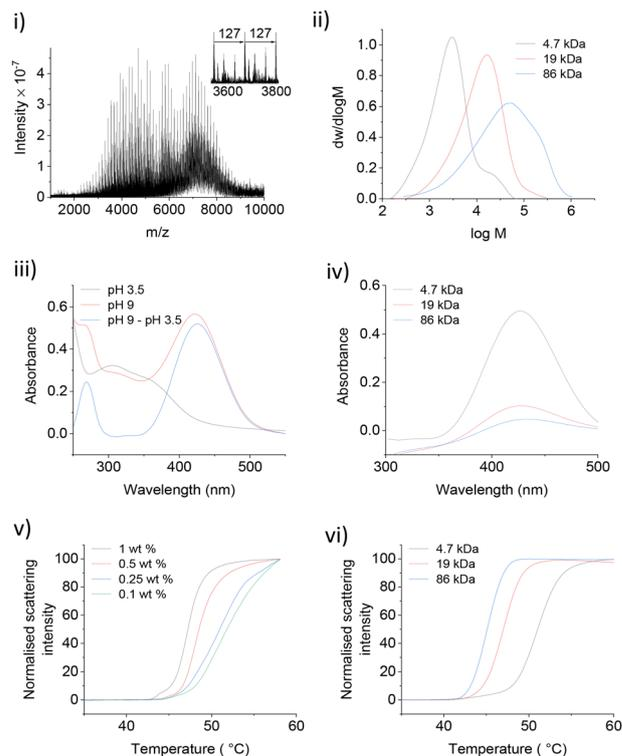 i)
127 127
3600 3800
Intensity × 10⁻⁷
4
3
2
1
0
2000 4000 6000 8000 10000
m/z
ii)
4.7 kDa
19 kDa
86 kDa
dw/dlogM
1.0
0.8
0.6
0.4
0.2
0.0
2 3 4 5 6
log M
iii)
pH 3.5
pH 9
pH 9 - pH 3.5
Absorbance
0.6
0.4
0.2
0.0
300 400 500
Wavelength (nm)
iv)
4.7 kDa
19 kDa
86 kDa
Absorbance
0.6
0.4
0.2
0.0
300 400 500
Wavelength (nm)
v)
1 wt %
0.5 wt %
0.25 wt %
0.1 wt %
Normalised scattering
intensity
100
80
60
40
20
0
40 50 60
Temperature ( °C)
vi)
4.7 kDa
19 kDa
86 kDa
Normalised scattering
intensity
100
80
60
40
20
0
40 45 50 55 60
Temperature ( °C)